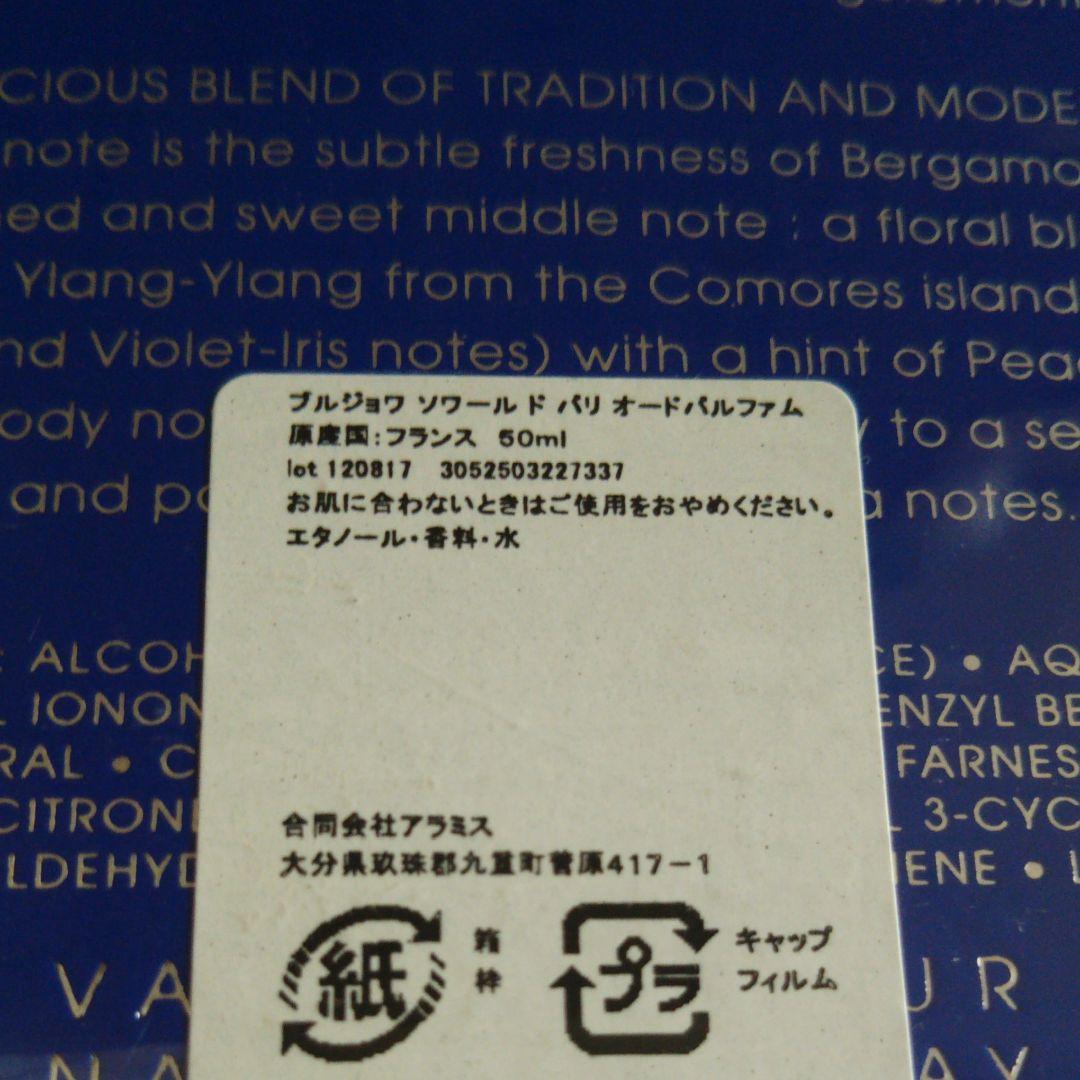 CIOUS BLEND OF TRADITION AND MODE
note is the subtle freshness of Bergamo
ned and sweet middle note : a floral bl
Ylang-Ylang from the Comores island
nd Violet-Iris notes) with a hint of Pea
ody no
y to a se
and po
a notes.
ブルジョワ ソワール ド パリ オードパルファム
原産国:フランス 50ml
lot 120817 3052503227337
お肌に合わないときはご使用をおやめください。
エタノール・香料・水
: ALCOH
CE) • AQ
L IONON
ENZYL BE
RAL • C
FARNES
CITRON
L 3-CYC
LDEHYD
ENE • L
合同会社アラミス
大分県玖珠郡九重町菅原417-1
紙
箱
枠
プラ
キャップ
フィルム
VA
UR
NA
AY